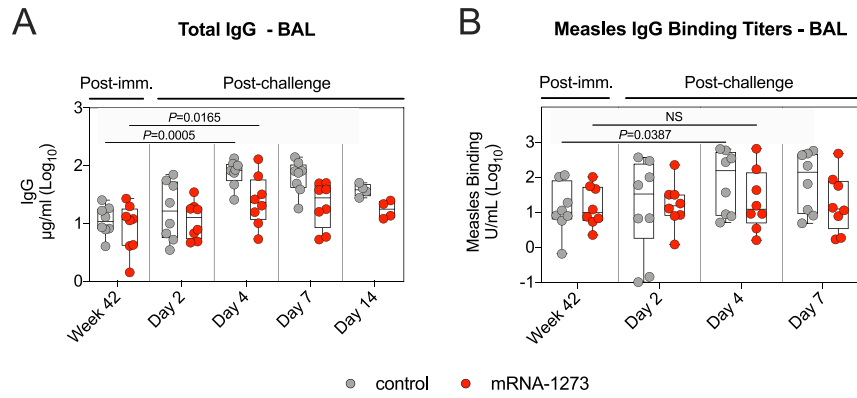 A
Total IgG - BAL
Post-imm.
Post-challenge
P=0.0165
P=0.0005
IgG
µg/ml (Log10)
3
2
1
0
Week 42
Day 2
Day 4
Day 7
Day 14
B
Measles IgG Binding Titers - BAL
Post-imm.
Post-challenge
NS
P=0.0387
Measles Binding
U/mL (Log10)
3
2
1
0
-1
Week 42
Day 2
Day 4
Day 7
control
mRNA-1273